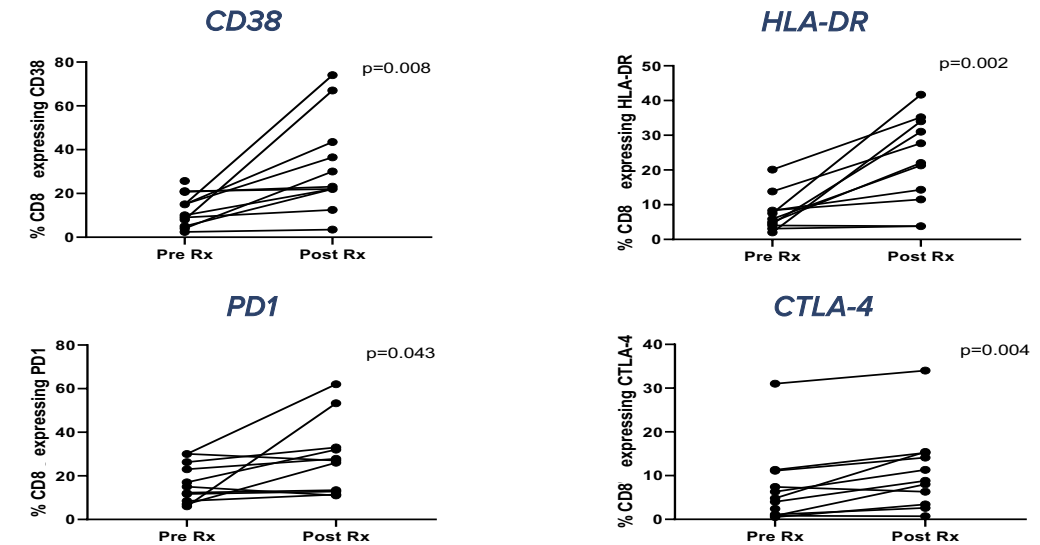 CD38
% CD8 expressing CD38
p=0.008
80
60
40
20
0
Pre Rx Post Rx
HLA-DR
% CD8 expressing HLA-DR
p=0.002
50
40
30
20
10
0
Pre Rx Post Rx
PD1
% CD8 expressing PD1
p=0.043
80
60
40
20
0
Pre Rx Post Rx
CTLA-4
% CD8 expressing CTLA-4
p=0.004
40
30
20
10
0
Pre Rx Post Rx